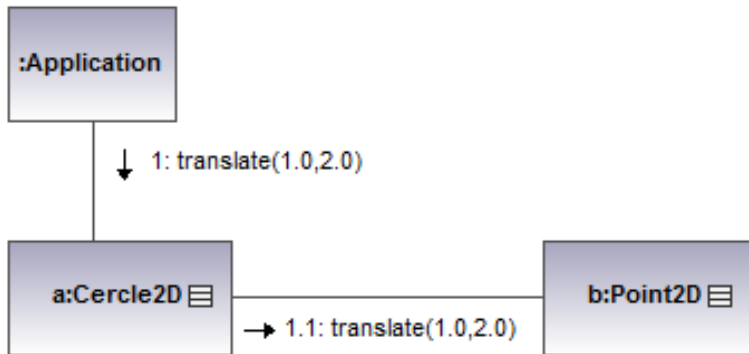 :Application
1: translate(1.0,2.0)
a:Cercle2D
b:Point2D
1.1: translate(1.0,2.0)